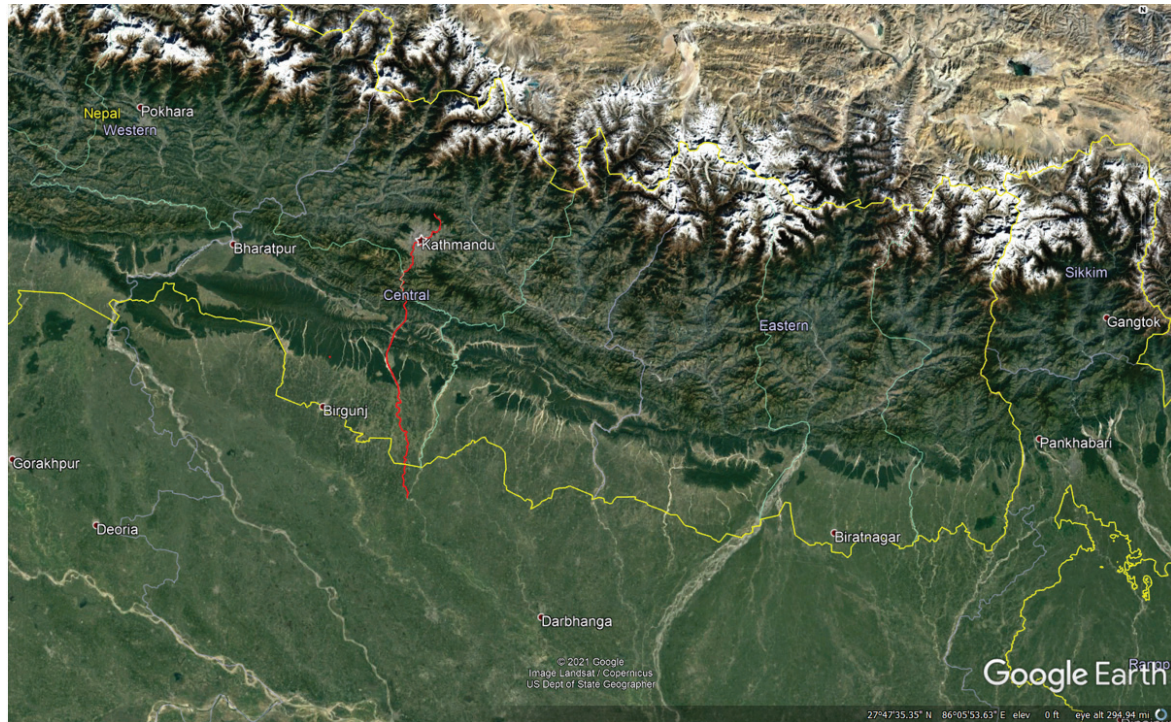 N
Pokhara
Nepal
Western
Kathmandu
Bharatpur
Sikkim
Central
Gangtok
Eastern
Birgunj
Pankhabari
Gorakhpur
Deoria
Biratnagar
Darbhanga
© 2021 Google
Image Landsat / Copernicus
US Dept of State Geographer
Google Earth
27°47'35.35" N 86°05'53.63" E elev 0 ft eye alt 294.94 mi